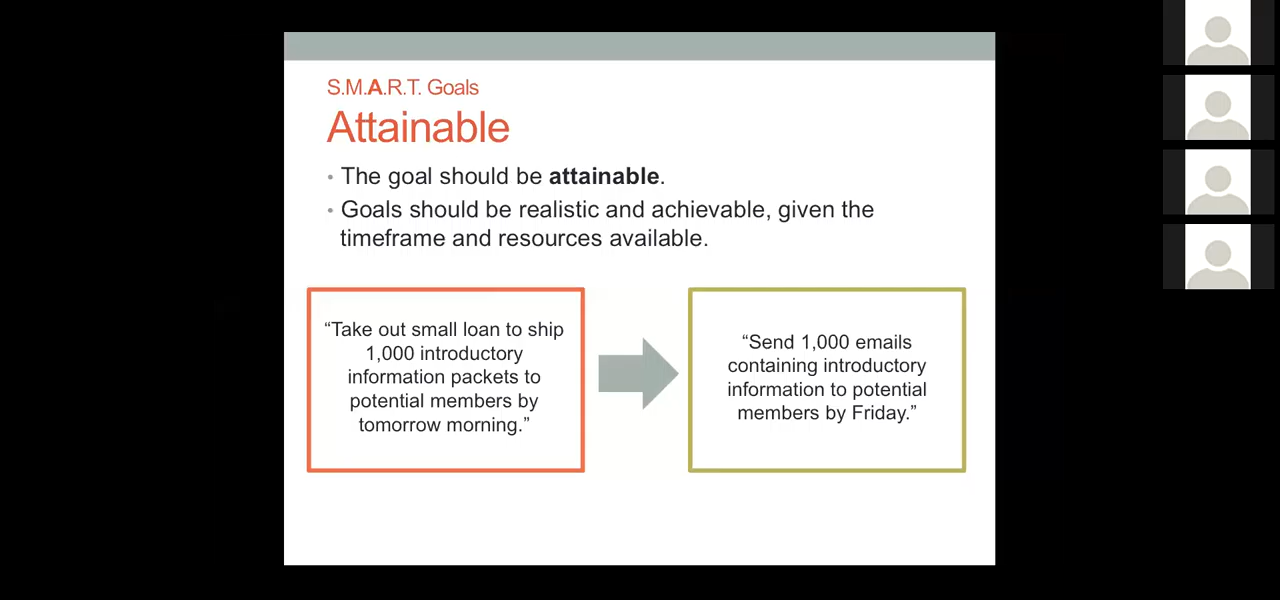 S.M.A.R.T. Goals
Attainable
• The goal should be attainable.
• Goals should be realistic and achievable, given the
timeframe and resources available.
“Take out small loan to ship
1,000 introductory
information packets to
potential members by
tomorrow morning.”
“Send 1,000 emails
containing introductory
information to potential
members by Friday.”